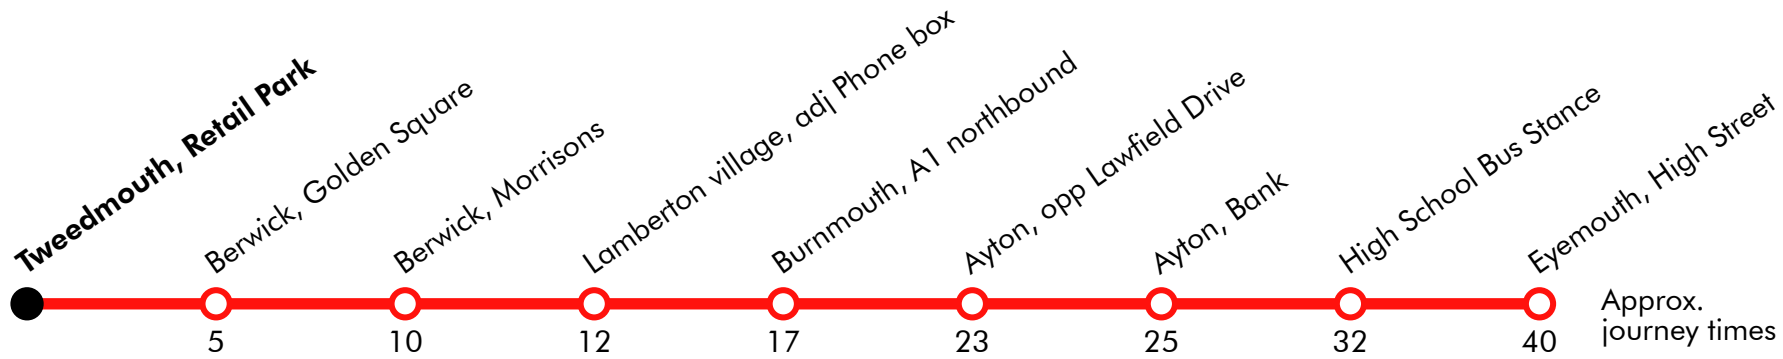 Tweedmouth, Retail Park
Berwick, Golden Square
Berwick, Morrisons
Lamberton village, adj Phone box
Burnmouth, A1 northbound
Ayton, opp Lawfield Drive
Ayton, Bank
High School Bus Stance
Eyemouth, High Street
5
10
12
17
23
25
32
40
Approx.
journey times